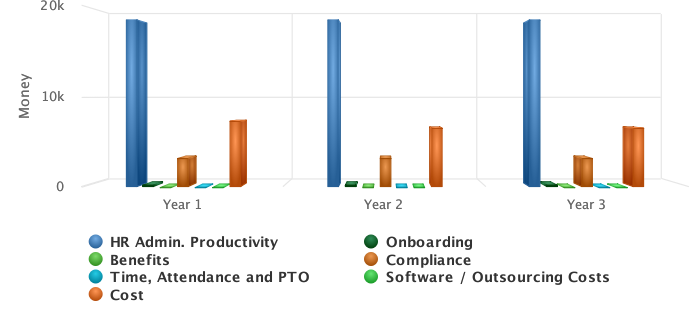 20k
Money
10k
0
Year 1 Year 2 Year 3
HR Admin. Productivity Onboarding
Benefits Compliance
Time, Attendance and PTO Software / Outsourcing Costs
Cost